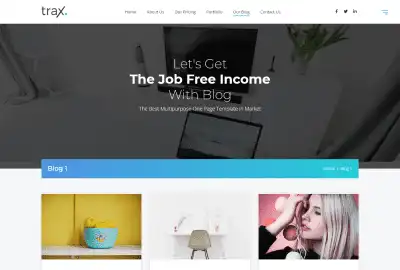 trax.
Home About Us Our Pricing Portfolio Our Blog Contact Us
Let's Get
The Job Free Income
With Blog
The Best Multipurpose One Page Template in Market
Blog 1
Home » Blog 1